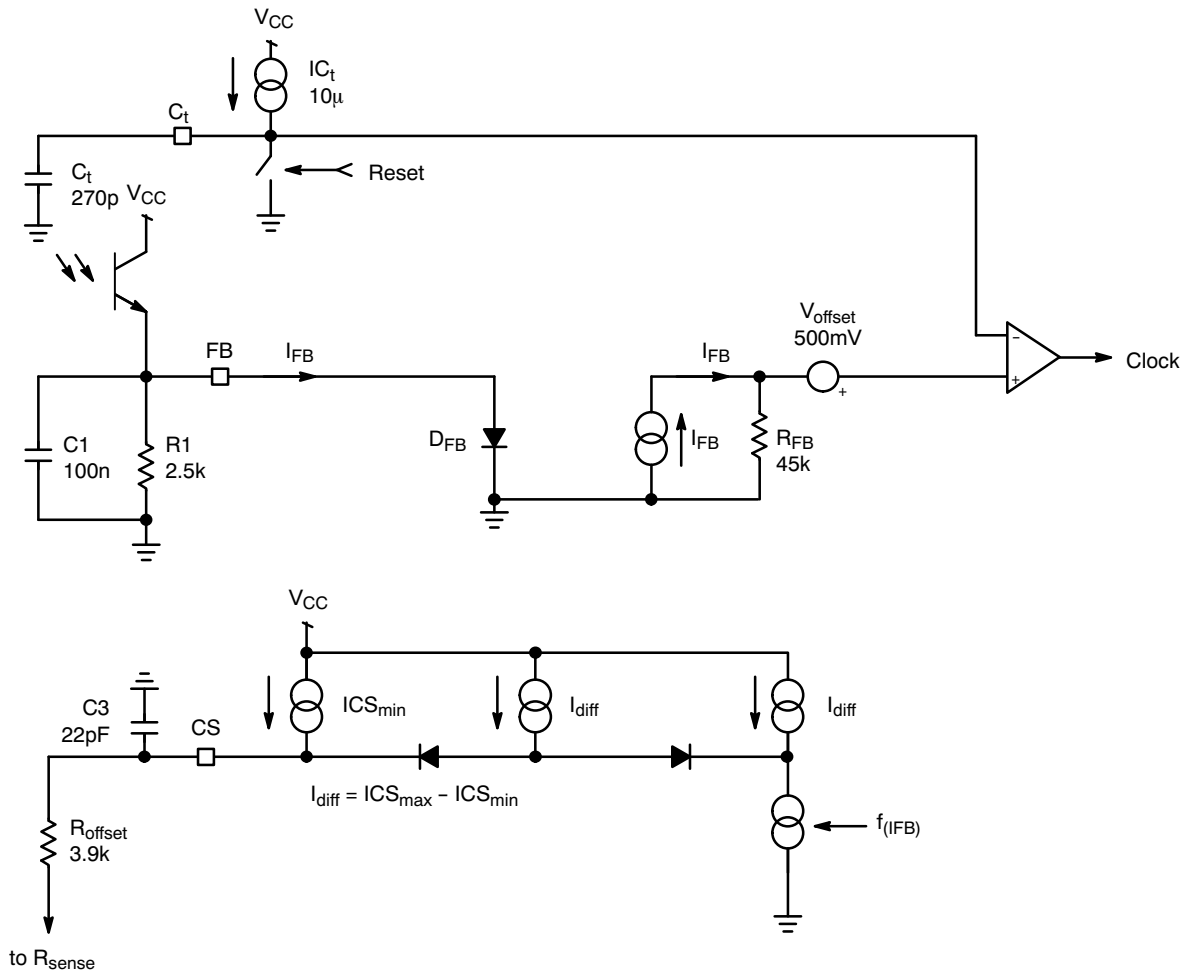 VCC
ICt
10μ
Ct
Reset
Ct
270p
VCC
Voffset
500mV
FB
IFB
IFB
−
+
Clock
+
C1
100n
R1
2.5k
DFB
IFB
RFB
45k
VCC
C3
22pF
CS
ICSmin
Idiff
Idiff
Idiff = ICSmax − ICSmin
Roffset
3.9k
f(IFB)
to Rsense